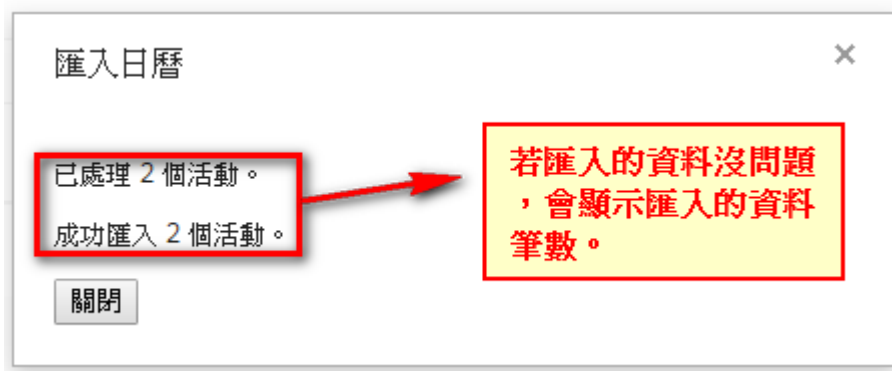 匯入日曆
×
已處理 2 個活動。
成功匯入 2 個活動。
關閉
若匯入的資料沒問題
，會顯示匯入的資料
筆數。